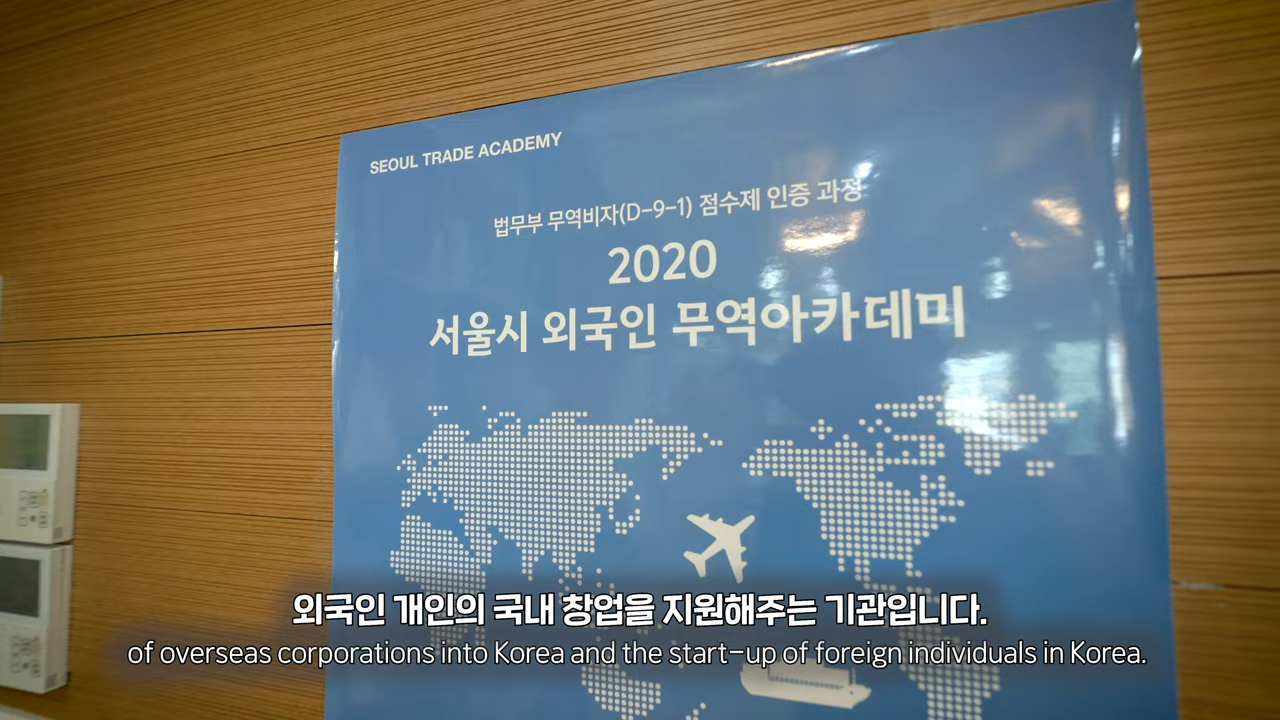 SEOUL TRADE ACADEMY
법무부 무역비자(D-9-1) 점수제 인증 과정
2020
서울시 외국인 무역아카데미
외국인 개인의 국내 창업을 지원해주는 기관입니다.
of overseas corporations into Korea and the start-up of foreign individuals in Korea.